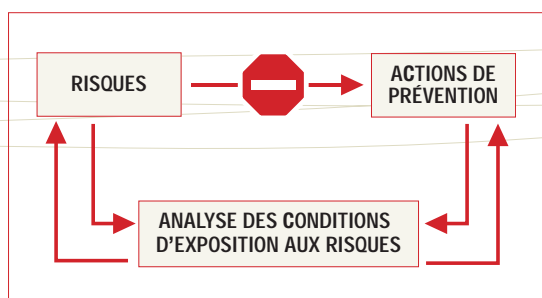 RISQUES
ACTIONS DE
PRÉVENTION
ANALYSE DES CONDITIONS
D'EXPOSITION AUX RISQUES